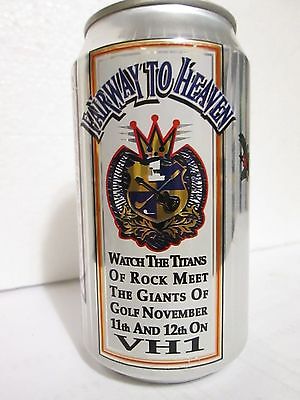 FAIRWAY TO HEAVEN
1
WATCH THE TITANS
OF ROCK MEET
THE GIANTS OF
GOLF NOVEMBER
11th AND 12th ON
VH1